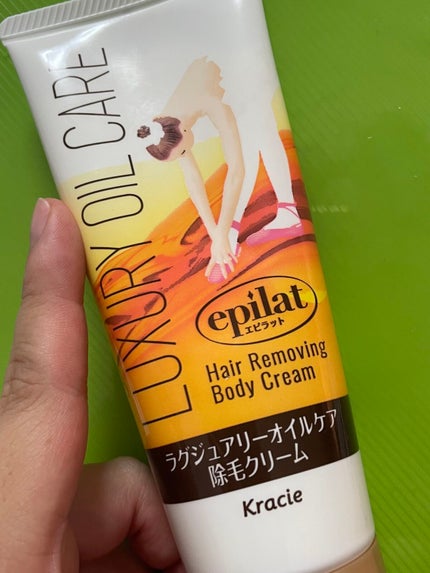 LUXURY OIL CARE
epilat
エピラット
Hair Removing
Body Cream
ラグジュアリーオイルケア
除毛クリーム
Kracie